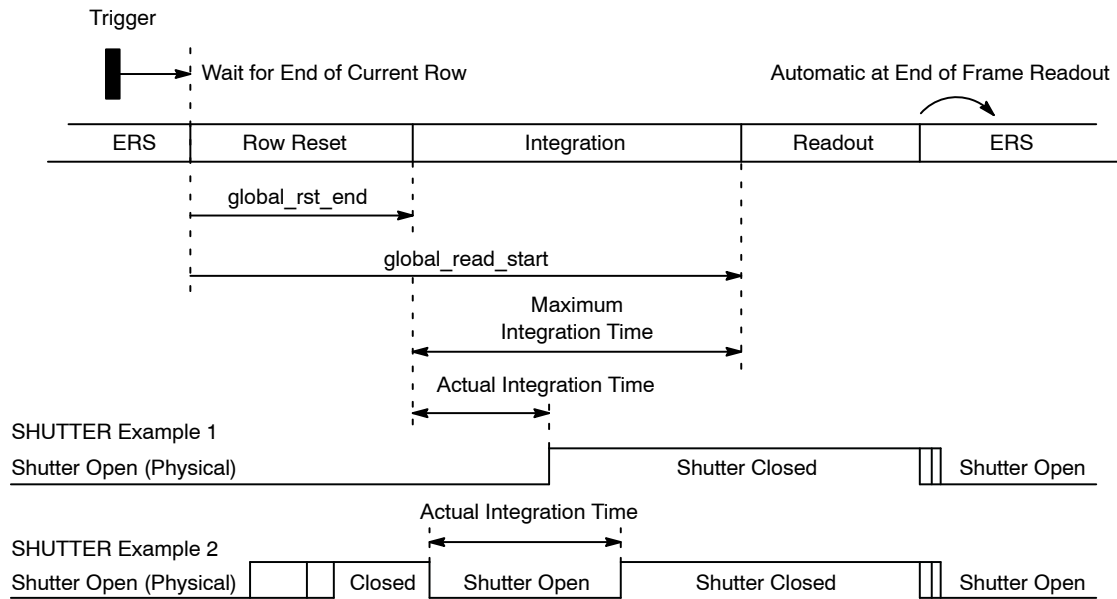 Trigger
Wait for End of Current Row
Automatic at End of Frame Readout
ERS Row Reset Integration Readout ERS
global_rst_end
global_read_start
Maximum
Integration Time
Actual Integration Time
SHUTTER Example 1
Shutter Open (Physical) Shutter Closed Shutter Open
Actual Integration Time
SHUTTER Example 2
Shutter Open (Physical) Closed Shutter Open Shutter Closed Shutter Open